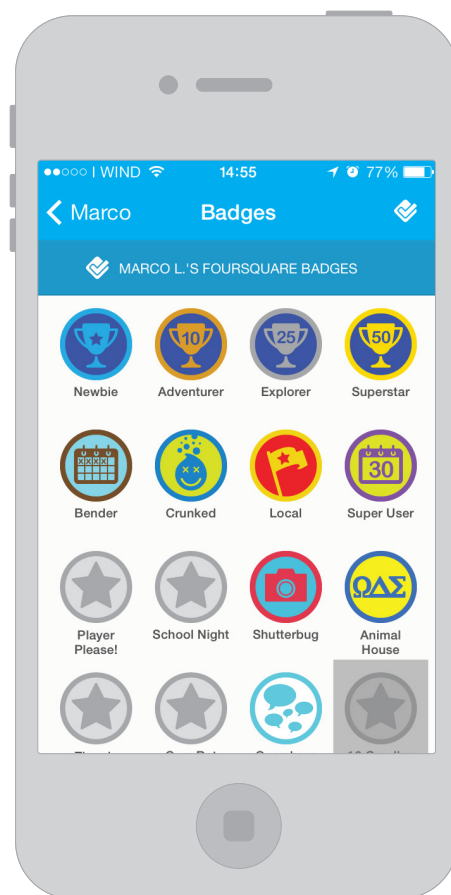 WIND 14:55 77%
Marco Badges
MARCO L.'S FOURSQUARE BADGES
10 25 50
Newbie Adventurer Explorer Superstar
XXXX 30
Bender Crunked Local Super User
ΩΔΣ
Player Please! School Night Shutterbug Animal House